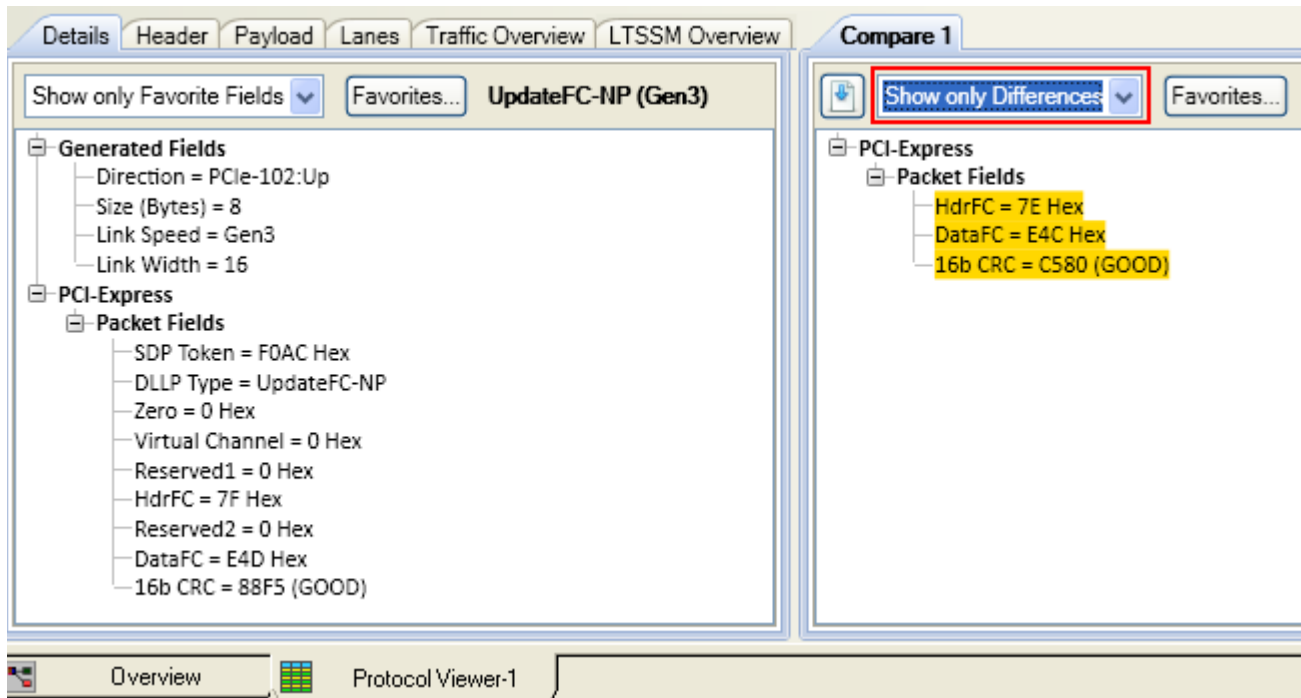 Details Header Payload Lanes Traffic Overview LTSSM Overview
Show only Favorite Fields Favorites... UpdateFC-NP (Gen3)
Generated Fields
Direction = PCIe-102:Up
Size (Bytes) = 8
Link Speed = Gen3
Link Width = 16
PCI-Express
Packet Fields
SDP Token = F0AC Hex
DLLP Type = UpdateFC-NP
Zero = 0 Hex
Virtual Channel = 0 Hex
Reserved1 = 0 Hex
HdrFC = 7F Hex
Reserved2 = 0 Hex
DataFC = E4D Hex
16b CRC = 88F5 (GOOD)
Compare 1
Show only Differences Favorites...
PCI-Express
Packet Fields
HdrFC = 7E Hex
DataFC = E4C Hex
16b CRC = C580 (GOOD)
Overview Protocol Viewer-1